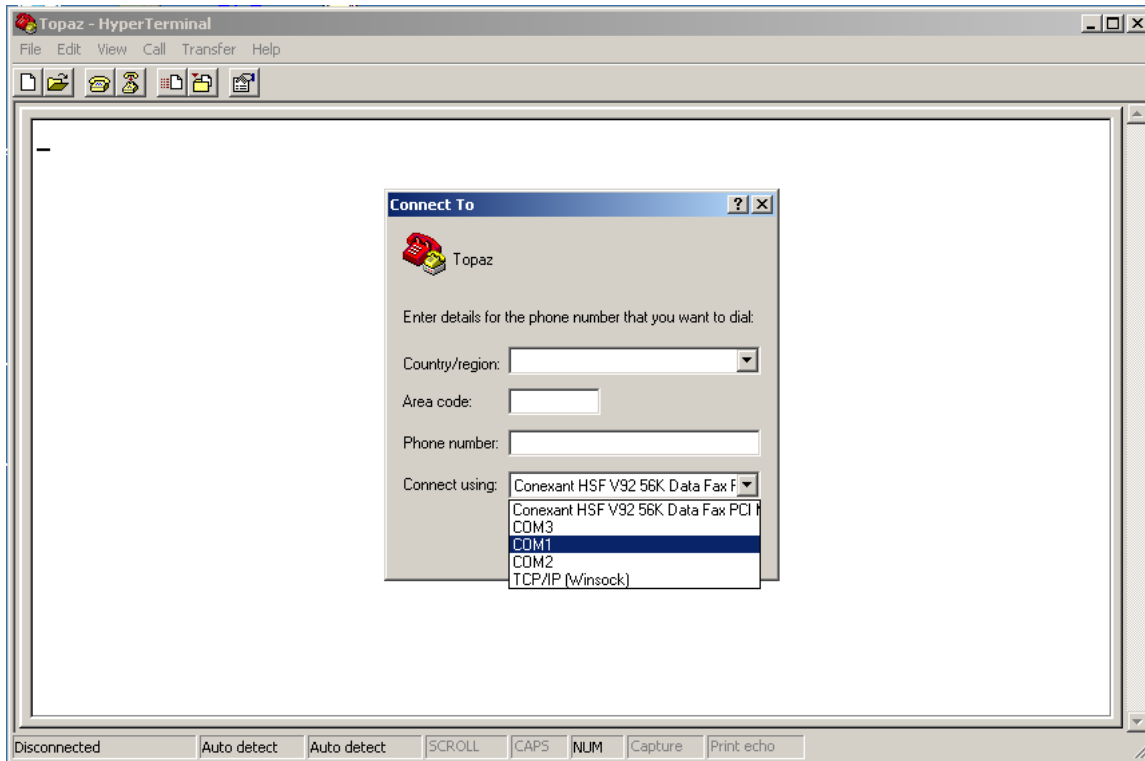 Topaz - HyperTerminal
File Edit View Call Transfer Help
Connect To
Topaz
Enter details for the phone number that you want to dial:
Country/region:
Area code:
Phone number:
Connect using: Conexant HSF V92 56K Data Fax F
Conexant HSF V92 56K Data Fax PCI
COM3
COM1
COM2
TCP/IP (Winsock)
Disconnected Auto detect Auto detect SCROLL CAPS NUM Capture Print echo